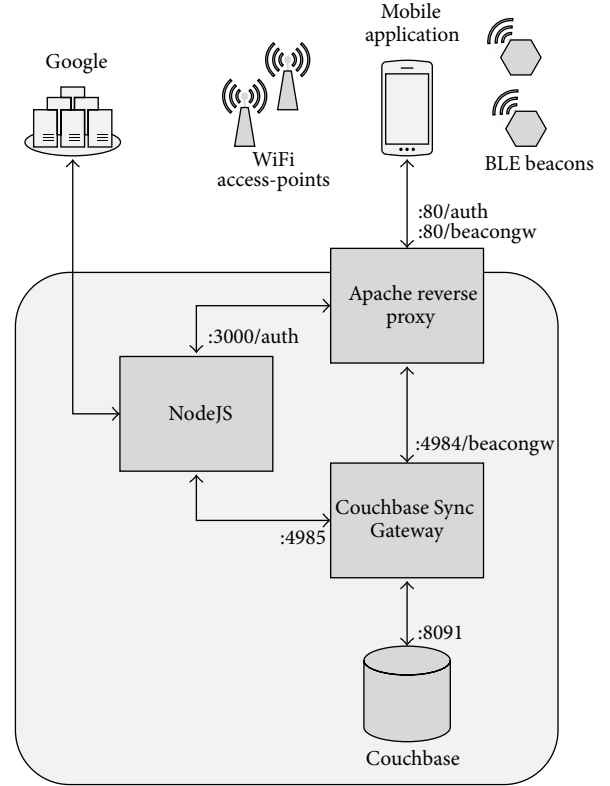 Mobile
application
Google
WiFi
access-points
BLE beacons
:80/auth
:80/beacongw
Apache reverse
proxy
:3000/auth
NodeJS
:4984/beacongw
Couchbase Sync
Gateway
:4985
:8091
Couchbase